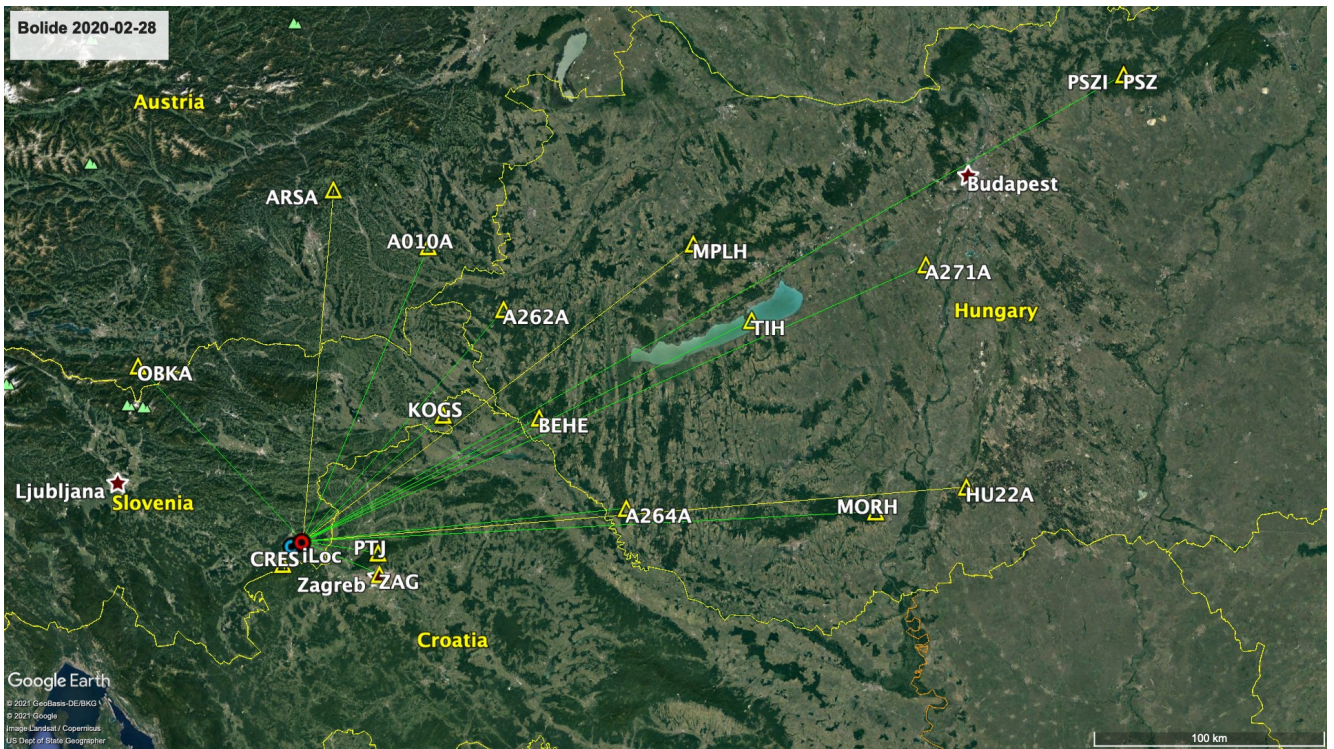 Bolide 2020-02-28
Austria
PSZI PSZ
ARSA
Budapest
A010A
MPLH
A271A
A262A
Hungary
TIH
OBKA
KOGS
BEHE
Ljubljana
Slovenia
A264A
MORH
HU22A
CRES
iLoc
PTJ
Zagreb
ZAG
Croatia
Google Earth
© 2021 GeoBasis-DE/BKG
© 2021 Google
Image Landsat / Copernicus
US Dept of State Geographer
100 km